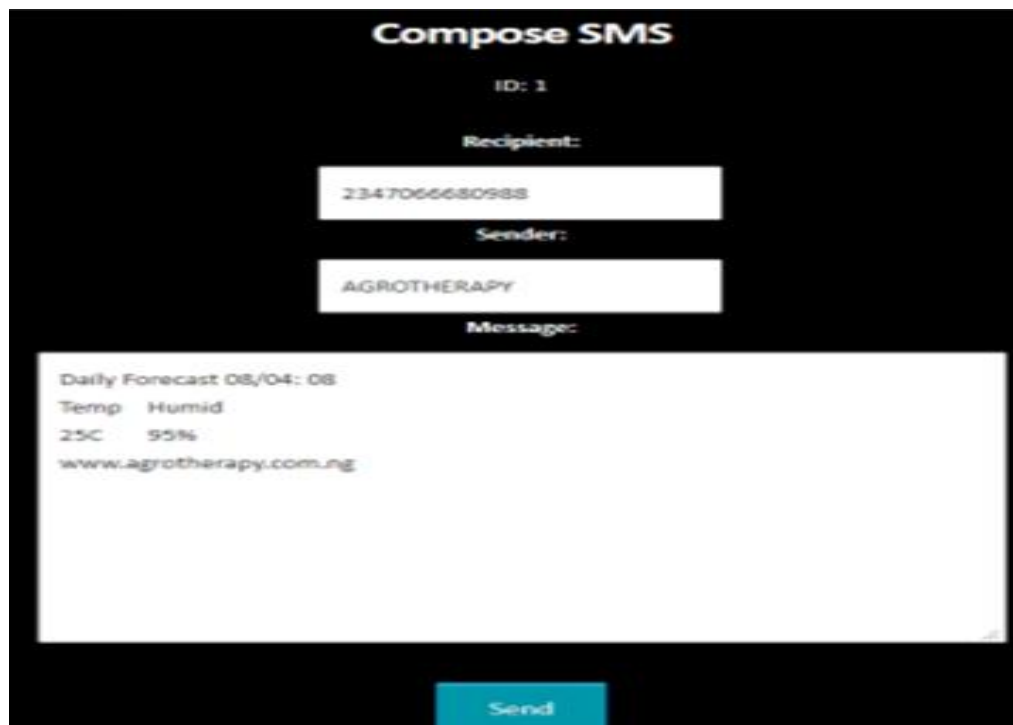 Compose SMS
ID: 1
Recipient:
2347066680988
Sender:
AGROTHERAPY
Message:
Daily Forecast 08/04: 08
Temp Humid
25C 95%
www.agrotherapy.com.ng
Send